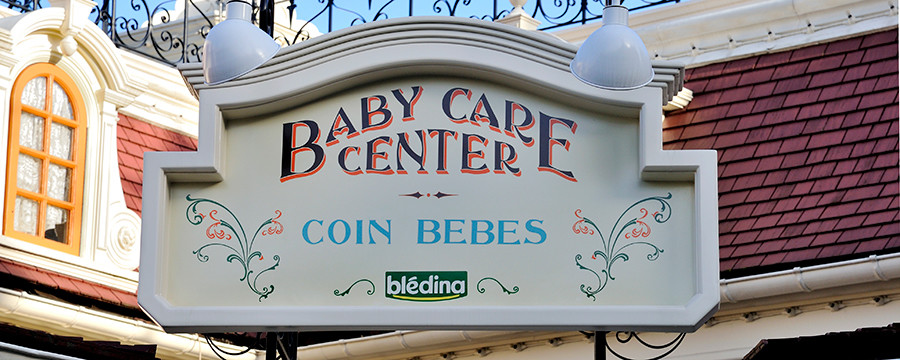 BABY CARE
CENTER
COIN BEBES
blédina